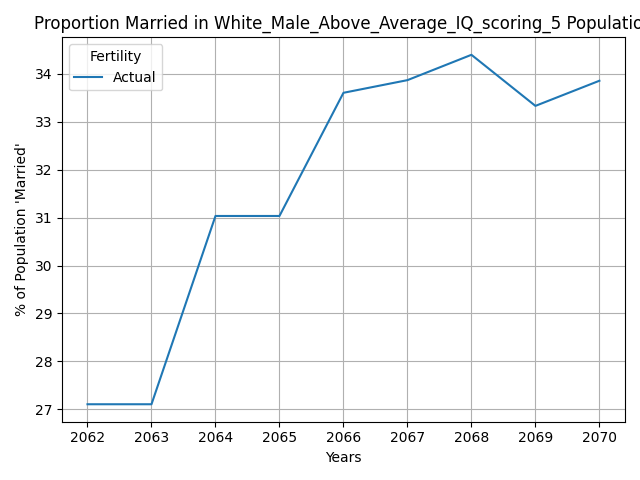 Proportion Married in White_Male_Above_Average_IQ_scoring_5 Populatio
Fertility
Actual
34
33
32
31
30
29
28
27
% of Population 'Married'
2062 2063 2064 2065 2066 2067 2068 2069 2070
Years